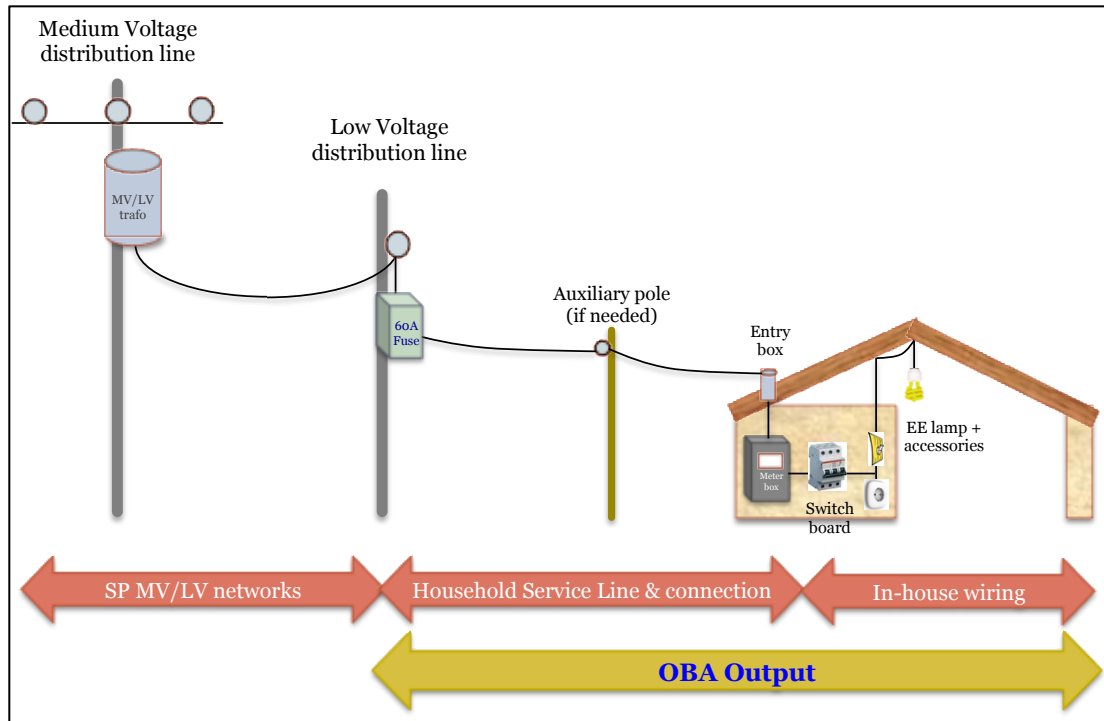 Medium Voltage
distribution line
Low Voltage
distribution line
MV/LV
trafo
60A
Fuse
Auxiliary pole
(if needed)
Entry
box
EE lamp +
accessories
Meter
box
Switch
board
SP MV/LV networks
Household Service Line & connection
In-house wiring
OBA Output